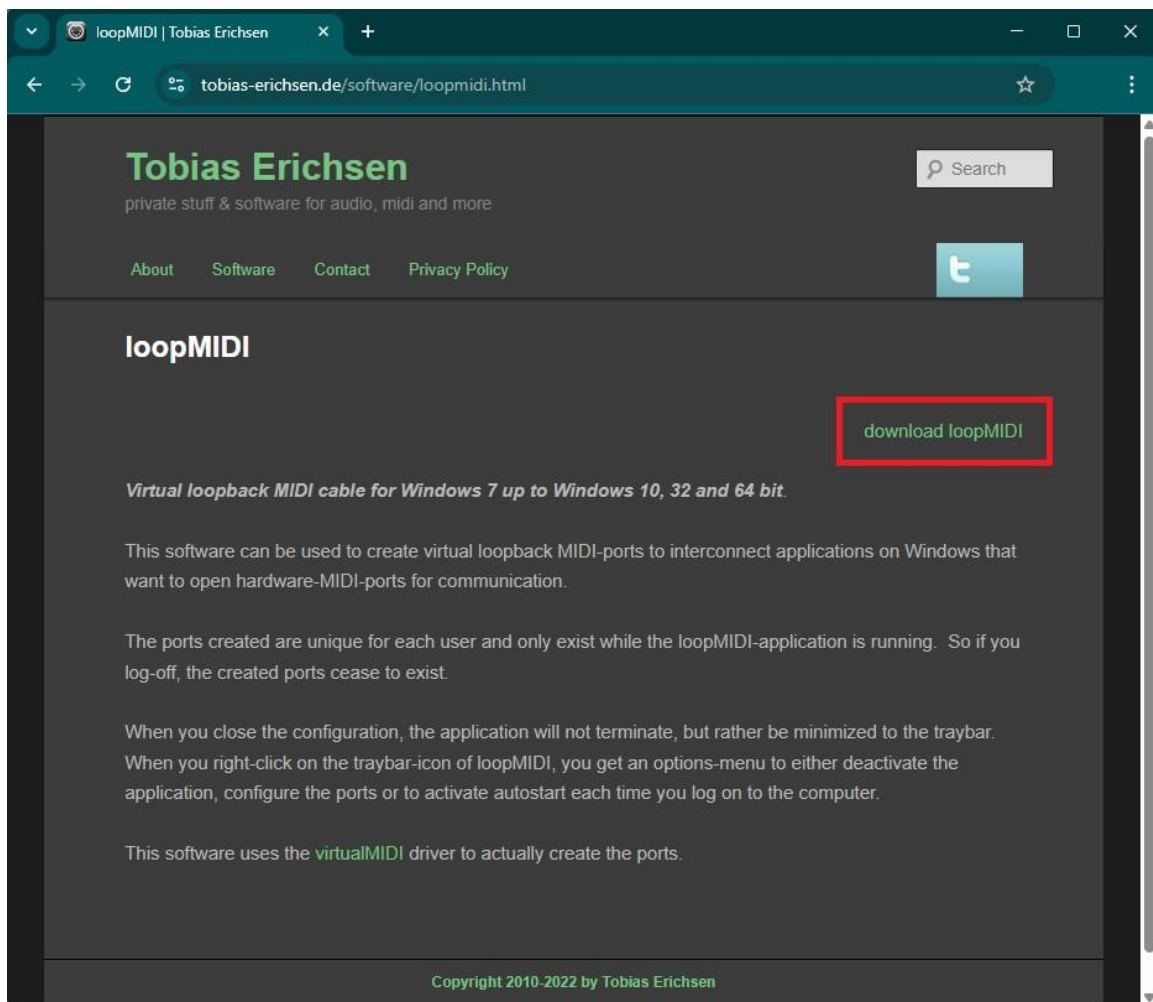 loopMIDI | Tobias Erichsen
tobias-erichsen.de/software/loopmidi.html
Tobias Erichsen
private stuff & software for audio, midi and more
Search
About Software Contact Privacy Policy
loopMIDI
download loopMIDI
Virtual loopback MIDI cable for Windows 7 up to Windows 10, 32 and 64 bit.
This software can be used to create virtual loopback MIDI-ports to interconnect applications on Windows that
want to open hardware-MIDI-ports for communication.
The ports created are unique for each user and only exist while the loopMIDI-application is running.  So if you
log-off, the created ports cease to exist.
When you close the configuration, the application will not terminate, but rather be minimized to the traybar.
When you right-click on the traybar-icon of loopMIDI, you get an options-menu to either deactivate the
application, configure the ports or to activate autostart each time you log on to the computer.
This software uses the virtualMIDI driver to actually create the ports.
Copyright 2010-2022 by Tobias Erichsen